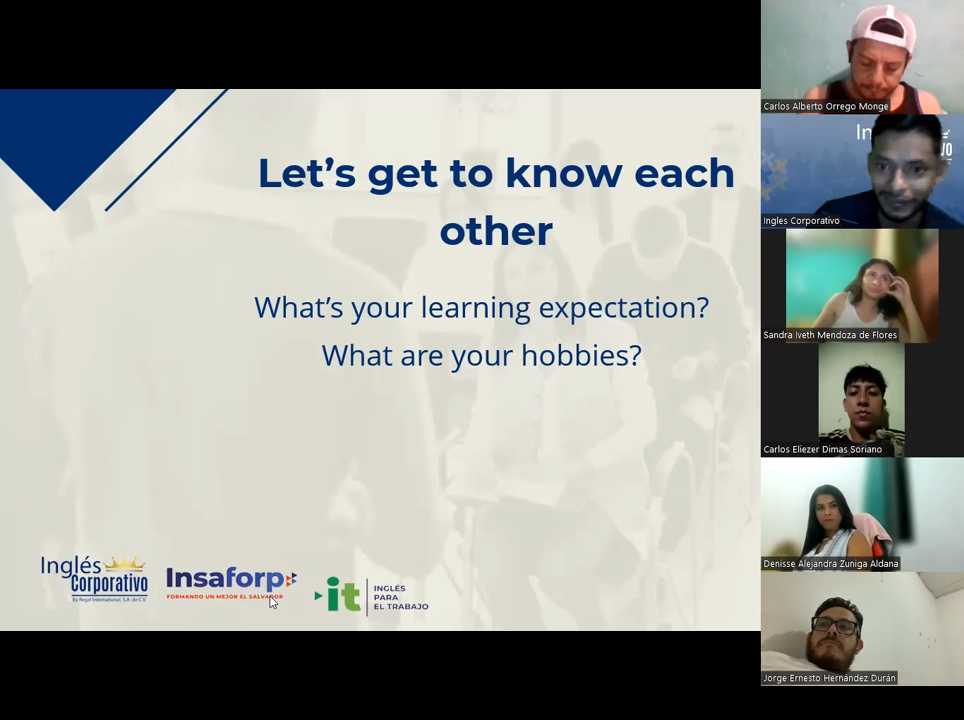 Let's get to know each
other
What's your learning expectation?
What are your hobbies?
Inglés
Corporativo
By Regal International, S.A. de C.V.
Insaforp
FORMANDO UN MEJOR EL SALVADOR
it
INGLÉS
PARA
EL TRABAJO
Carlos Alberto Orrego Monge
Ingles Corporativo
Sandra Iveth Mendoza de Flores
Carlos Eliezer Dimas Soriano
Denisse Alejandra Zuniga Aldana
Jorge Ernesto Hernández Durán